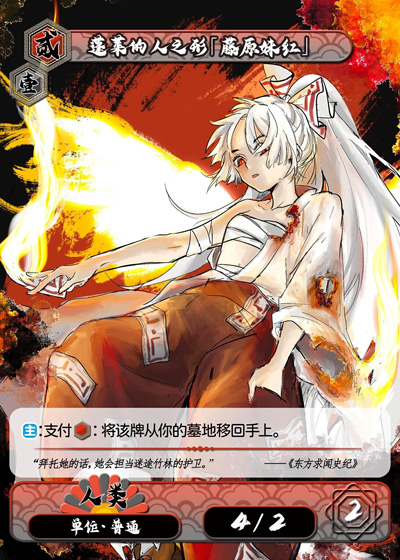 贰
蓬莱的人之形「藤原妹红」
壹
主:支付 : 将该牌从你的墓地移回手上。
“拜托她的话,她会担当迷途竹林的护卫。” ——《东方求闻史纪》
人类
单位·普通
4/2
2